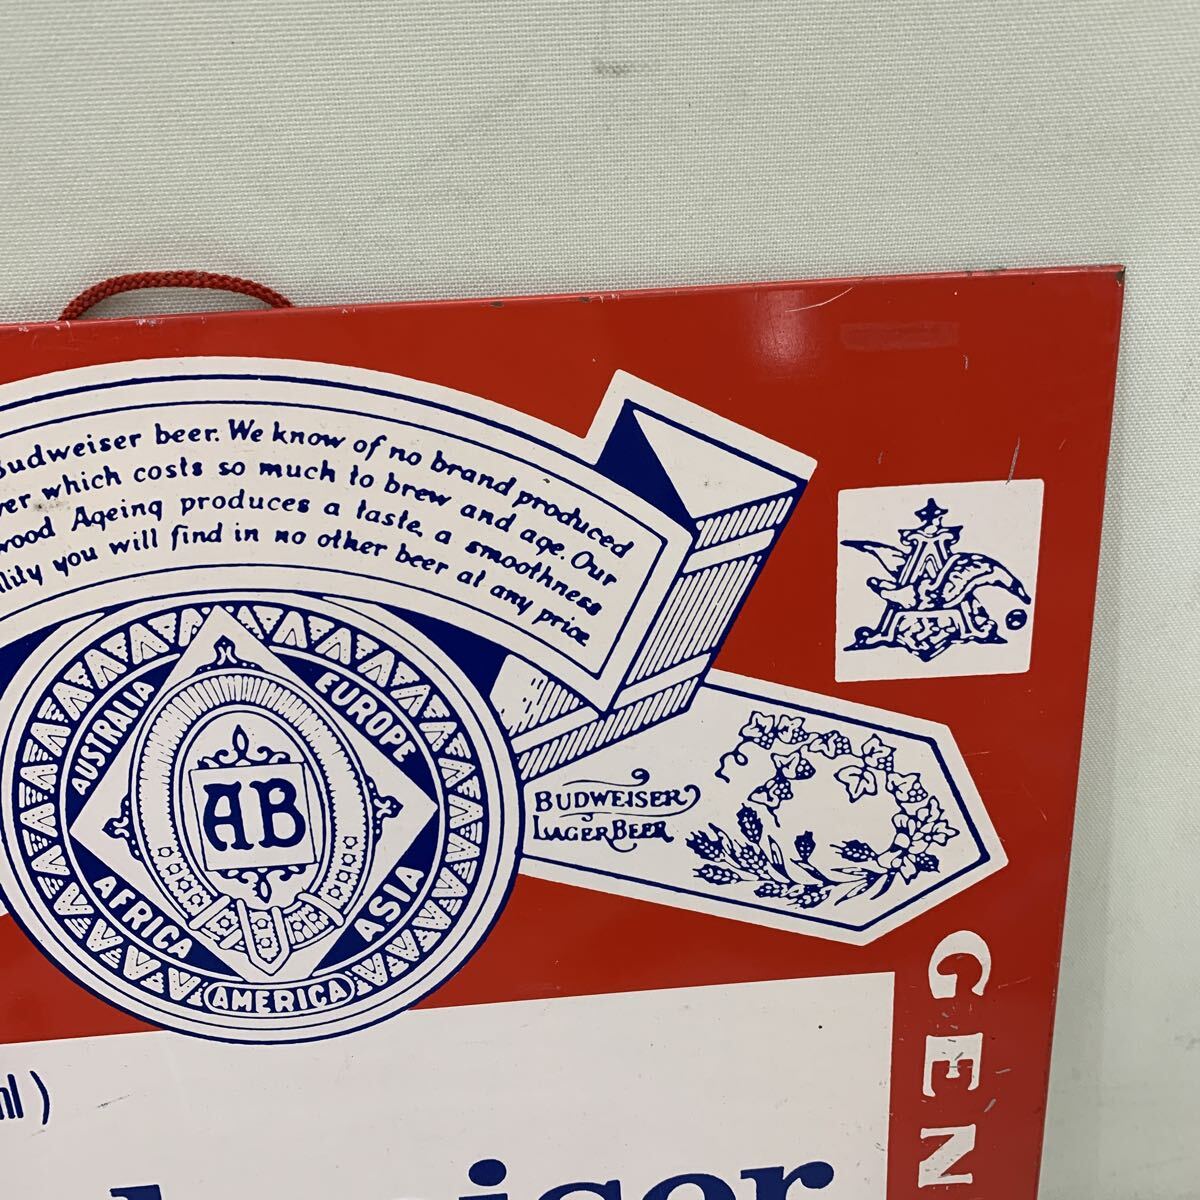 Budweiser beer. We know of no brand produced
which costs so much to brew and age. Our
wood Ageing produces a taste, a smoothness
you will find in no other beer at any price
AUSTRALIA
EUROPE
AFRICA
ASIA
AMERICA
AB
BUDWEISER
LAGER BEER
A
GEN
ml)